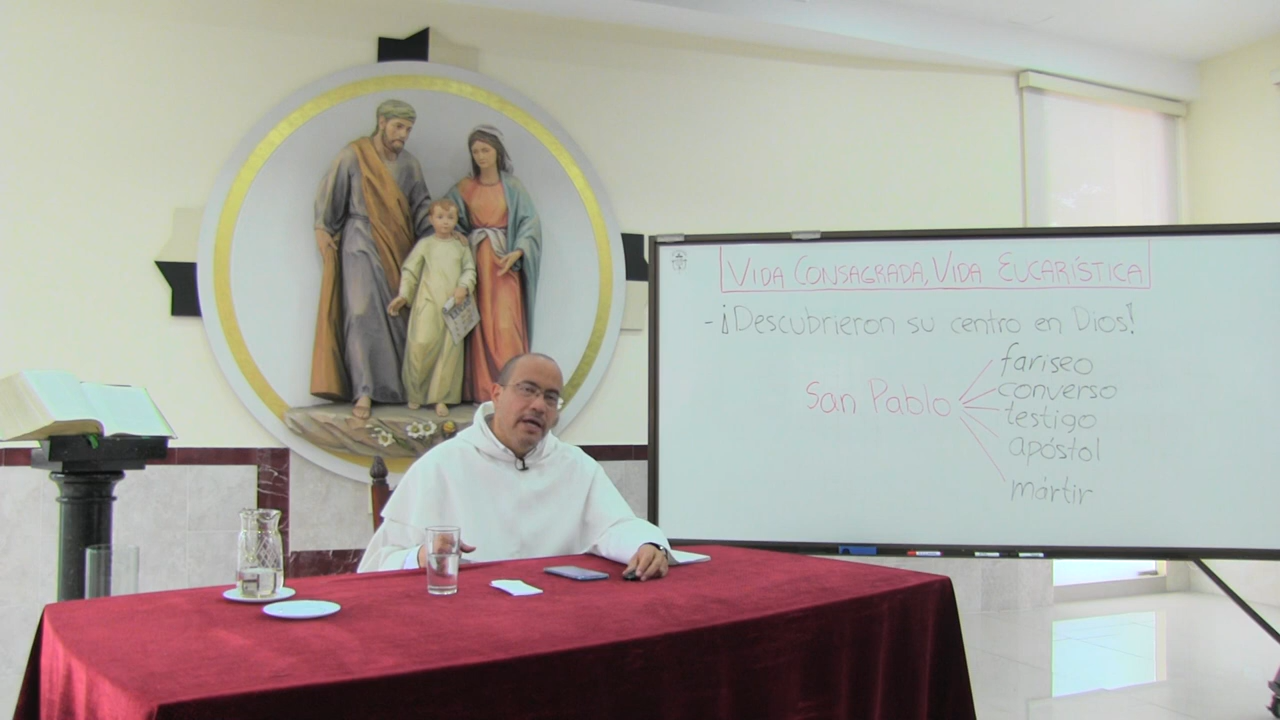 VIDA CONSAGRADA, VIDA EUCARÍSTICA
- ¡Descubrieron su centro en Dios!
San Pablo
fariseo
converso
testigo
apóstol
mártir